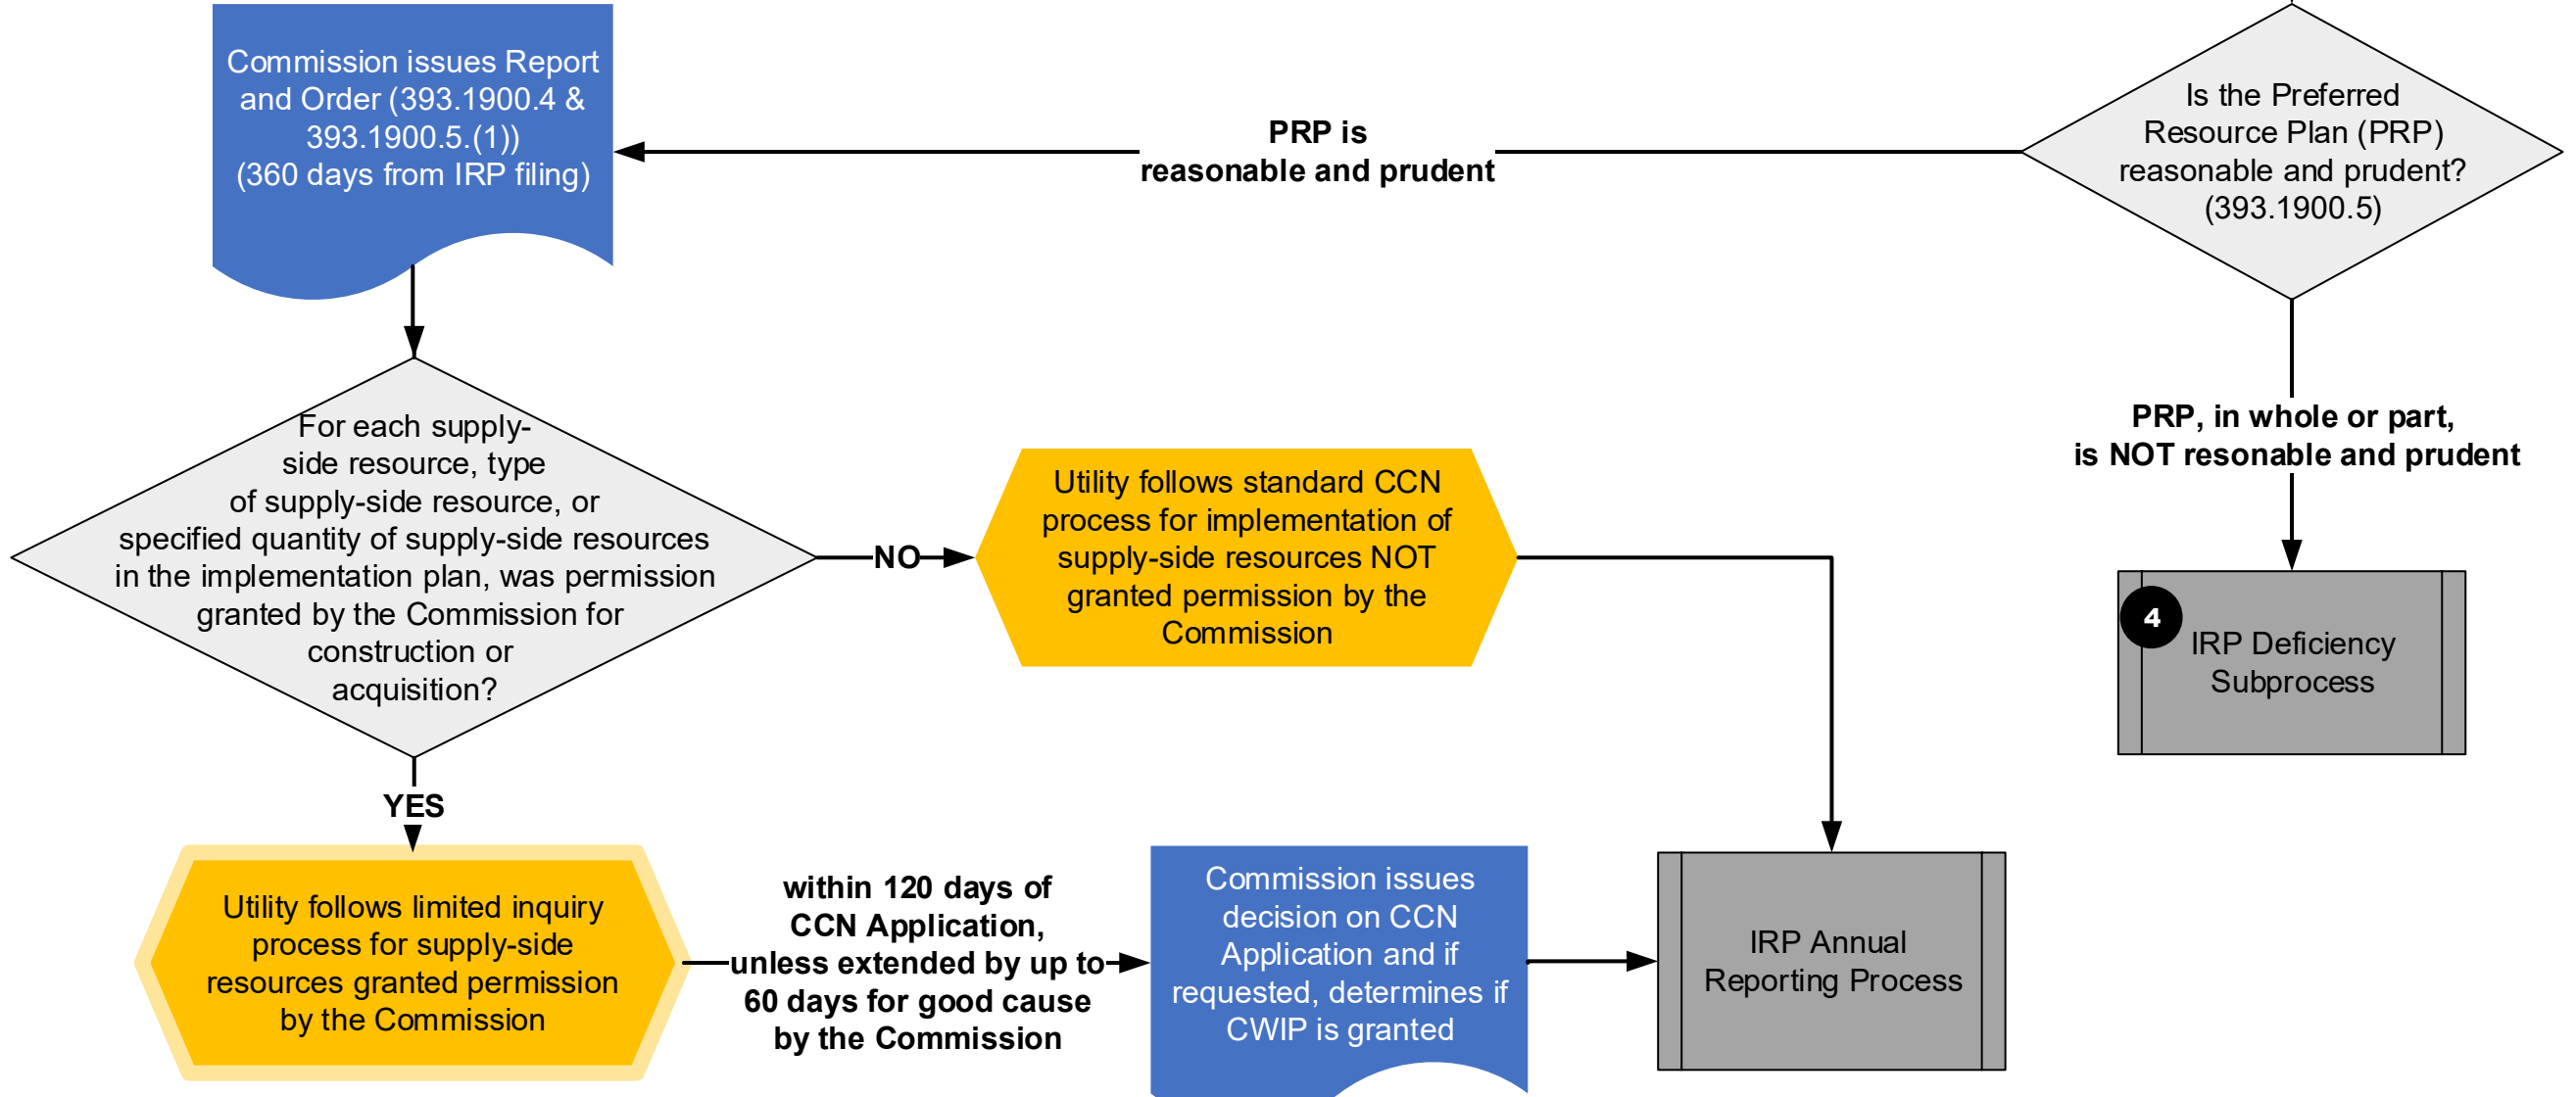 Commission issues Report
and Order (393.1900.4 &
393.1900.5.(1))
(360 days from IRP filing)
PRP is
reasonable and prudent
Is the Preferred
Resource Plan (PRP)
reasonable and prudent?
(393.1900.5)
PRP, in whole or part,
is NOT resonable and prudent
4
IRP Deficiency
Subprocess
For each supply-
side resource, type
of supply-side resource, or
specified quantity of supply-side resources
in the implementation plan, was permission
granted by the Commission for
construction or
acquisition?
NO
Utility follows standard CCN
process for implementation of
supply-side resources NOT
granted permission by the
Commission
YES
Utility follows limited inquiry
process for supply-side
resources granted permission
by the Commission
within 120 days of
CCN Application,
unless extended by up to
60 days for good cause
by the Commission
Commission issues
decision on CCN
Application and if
requested, determines if
CWIP is granted
IRP Annual
Reporting Process